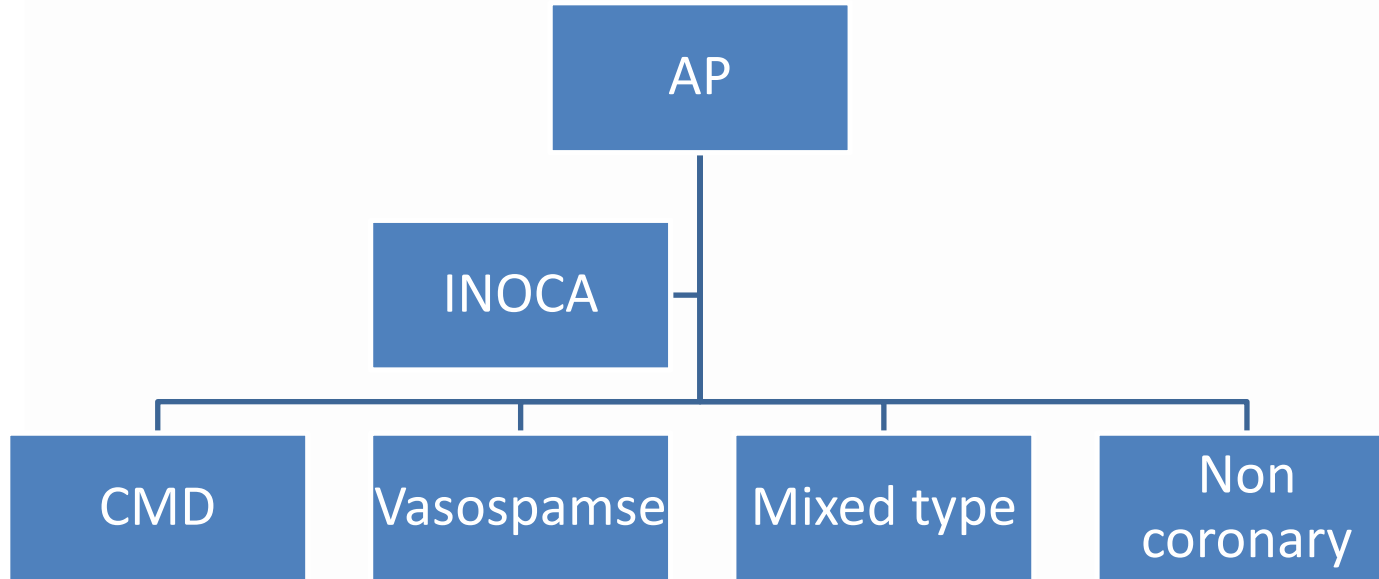 AP
INOCA
CMD
Vasospamse
Mixed type
Non
coronary